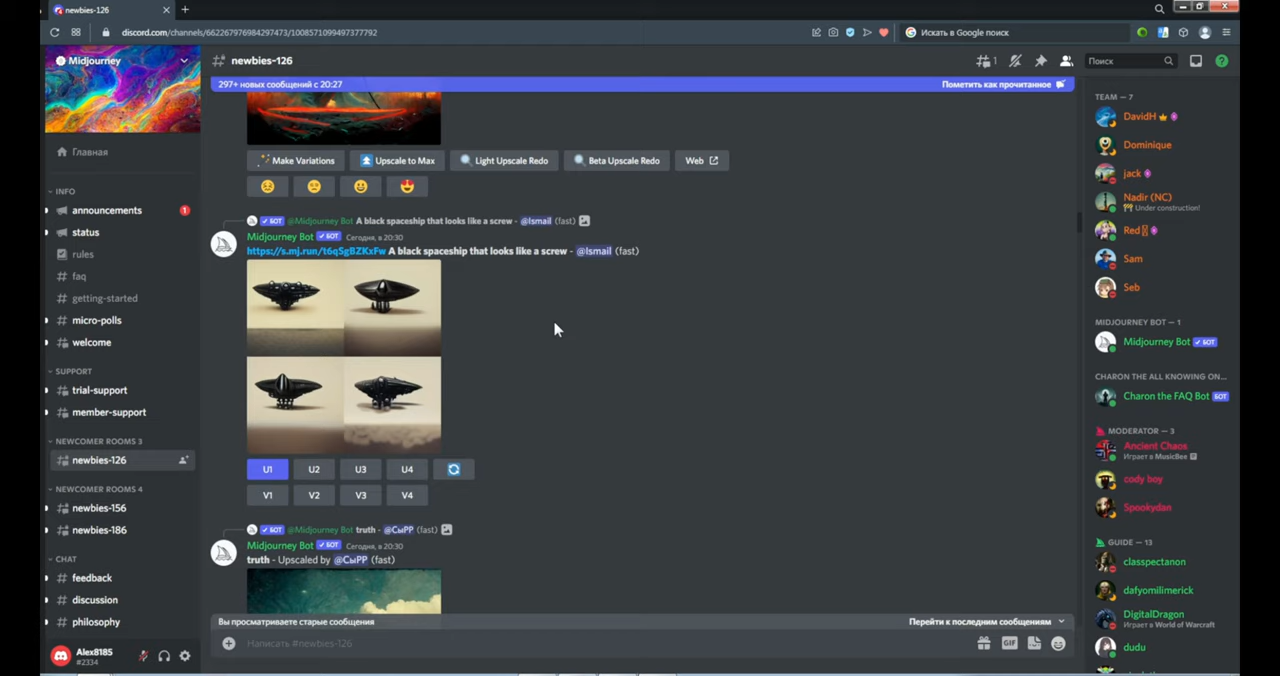 newbies-126
discord.com/channels/662267976984297473/1008571099497377792
Искать в Google поиск
Midjourney
newbies-126
1
Поиск
297+ новых сообщений с 20:27
Пометить как прочитанное
Главная
INFO
announcements
1
status
rules
faq
getting-started
micro-polls
welcome
SUPPORT
trial-support
member-support
NEWCOMER ROOMS 3
newbies-126
NEWCOMER ROOMS 4
newbies-156
newbies-186
CHAT
feedback
discussion
philosophy
Alex8185
#2334
Make Variations
Upscale to Max
Light Upscale Redo
Beta Upscale Redo
Web
БОТ @Midjourney Bot A black spaceship that looks like a screw - @Ismail (fast)
Midjourney Bot БОТ Сегодня, в 20:30
https://s.mj.run/t6qSgBZKxFw A black spaceship that looks like a screw - @Ismail (fast)
U1 U2 U3 U4
V1 V2 V3 V4
БОТ @Midjourney Bot truth - @СыРР (fast)
Midjourney Bot БОТ Сегодня, в 20:30
truth - Upscaled by @СыРР (fast)
Вы просматриваете старые сообщения
Перейти к последним сообщениям
Написать #newbies-126
GIF
TEAM — 7
DavidH
Dominique
jack
Nadir (NC)
Under construction!
Red
Sam
Seb
MIDJOURNEY BOT — 1
Midjourney Bot БОТ
CHARON THE ALL KNOWING ON...
Charon the FAQ Bot БОТ
MODERATOR — 3
Ancient Chaos
Играет в MusicBee
cody boy
Spookydan
GUIDE — 13
classpectanon
dafyomilimerick
DigitalDragon
Играет в World of Warcraft
dudu